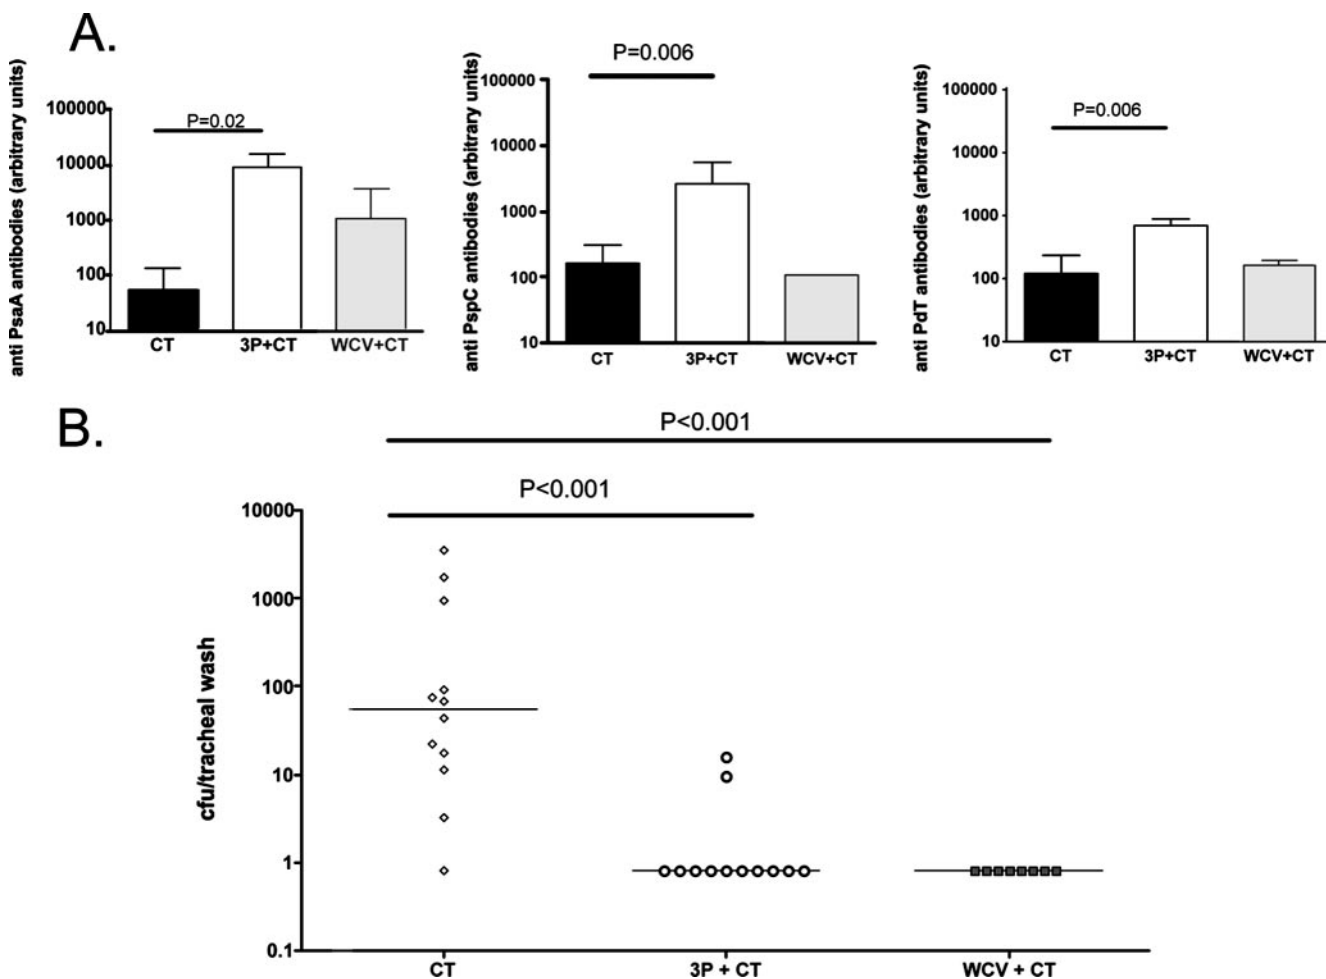 A.
anti PsaA antibodies (arbitrary units)
100000
10000
1000
100
10
P=0.02
CT 3P+CT WCV+CT
anti PspC antibodies (arbitrary units)
100000
10000
1000
100
10
P=0.006
CT 3P+CT WCV+CT
anti PdT antibodies (arbitrary units)
100000
10000
1000
100
10
P=0.006
CT 3P+CT WCV+CT
B.
P<0.001
P<0.001
cfu/tracheal wash
10000
1000
100
10
1
0.1
CT 3P + CT WCV + CT